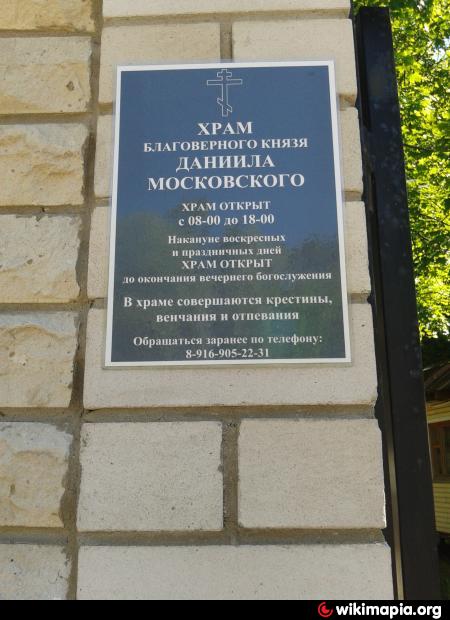 ХРАМ
БЛАГОВЕРНОГО КНЯЗЯ
ДАНИИЛА
МОСКОВСКОГО
ХРАМ ОТКРЫТ
с 08-00 до 18-00
Накануне воскресных
и праздничных дней
ХРАМ ОТКРЫТ
до окончания вечернего богослужения
В храме совершаются крестины,
венчания и отпевания
Обращаться заранее по телефону:
8-916-905-22-31
wikimapia.org